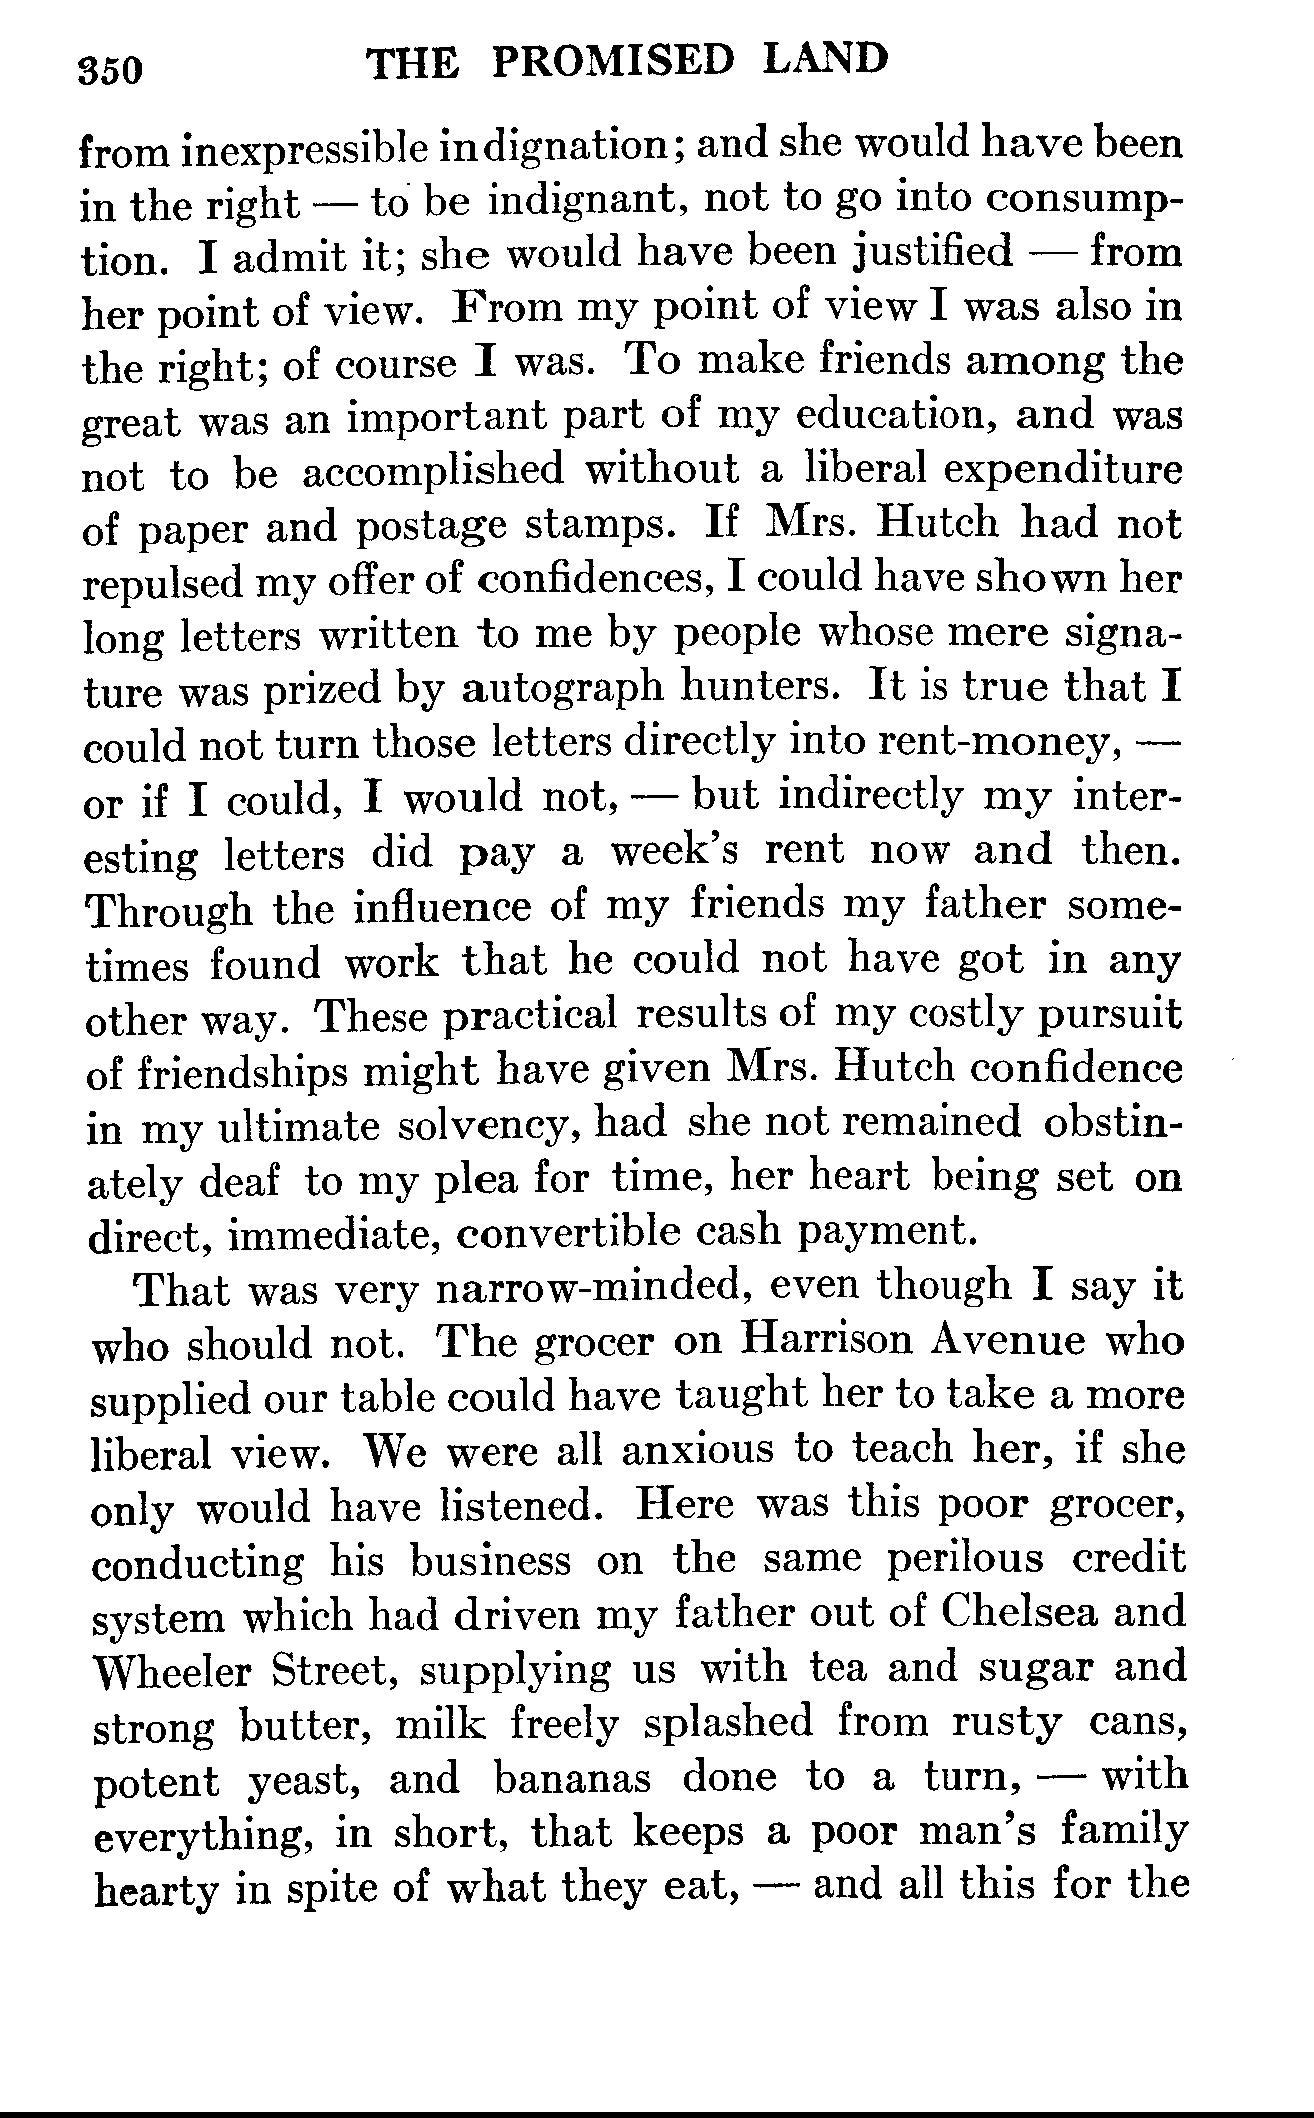 350 THE PROMISED LAND
from inexpressible indignation; and she would have been
in the right — to be indignant, not to go into consump-
tion. I admit it; she would have been justified — from
her point of view. From my point of view I was also in
the right; of course I was. To make friends among the
great was an important part of my education, and was
not to be accomplished without a liberal expenditure
of paper and postage stamps. If Mrs. Hutch had not
repulsed my offer of confidences, I could have shown her
long letters written to me by people whose mere signa-
ture was prized by autograph hunters. It is true that I
could not turn those letters directly into rent-money, —
or if I could, I would not, — but indirectly my inter-
esting letters did pay a week's rent now and then.
Through the influence of my friends my father some-
times found work that he could not have got in any
other way. These practical results of my costly pursuit
of friendships might have given Mrs. Hutch confidence
in my ultimate solvency, had she not remained obstin-
ately deaf to my plea for time, her heart being set on
direct, immediate, convertible cash payment.
That was very narrow-minded, even though I say it
who should not. The grocer on Harrison Avenue who
supplied our table could have taught her to take a more
liberal view. We were all anxious to teach her, if she
only would have listened. Here was this poor grocer,
conducting his business on the same perilous credit
system which had driven my father out of Chelsea and
Wheeler Street, supplying us with tea and sugar and
strong butter, milk freely splashed from rusty cans,
potent yeast, and bananas done to a turn, — with
everything, in short, that keeps a poor man's family
hearty in spite of what they eat, — and all this for the